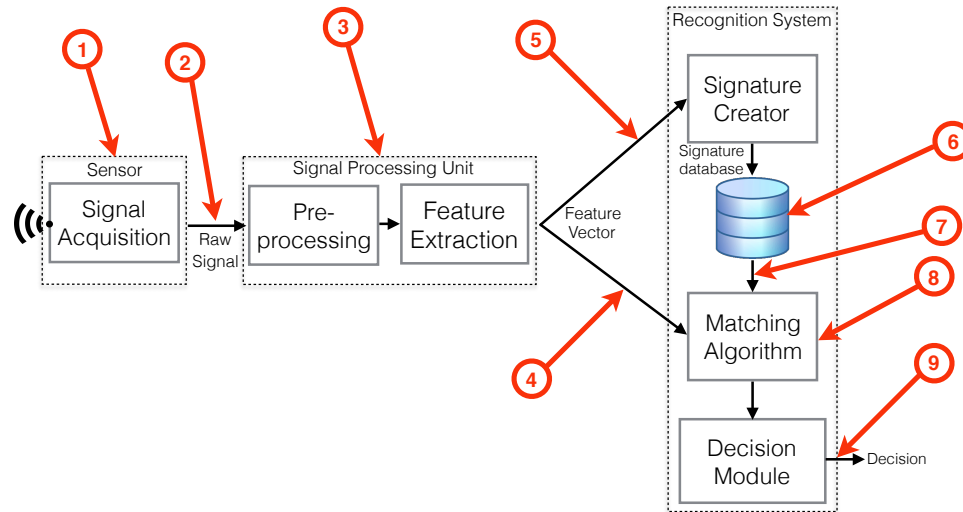 1
2
3
5
Recognition System
Signature
Creator
Signature
database
6
Sensor
Signal
Acquisition
Raw
Signal
Signal Processing Unit
Pre-
processing
Feature
Extraction
Feature
Vector
7
8
Matching
Algorithm
4
9
Decision
Module
Decision